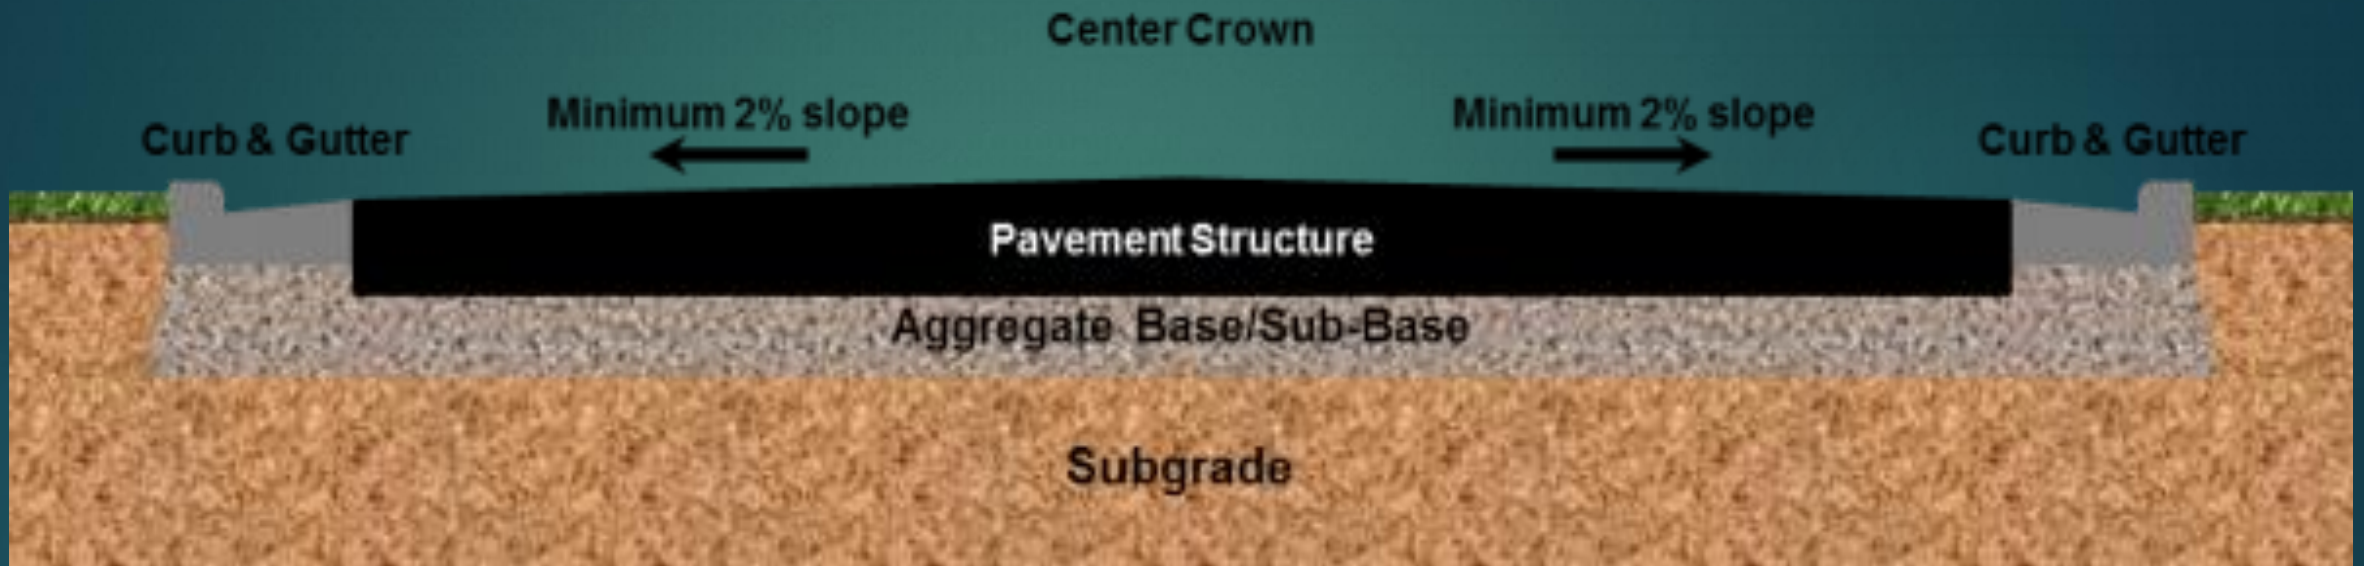 Center Crown
Minimum 2% slope
Minimum 2% slope
Curb & Gutter
Curb & Gutter
Pavement Structure
Aggregate Base/Sub-Base
Subgrade